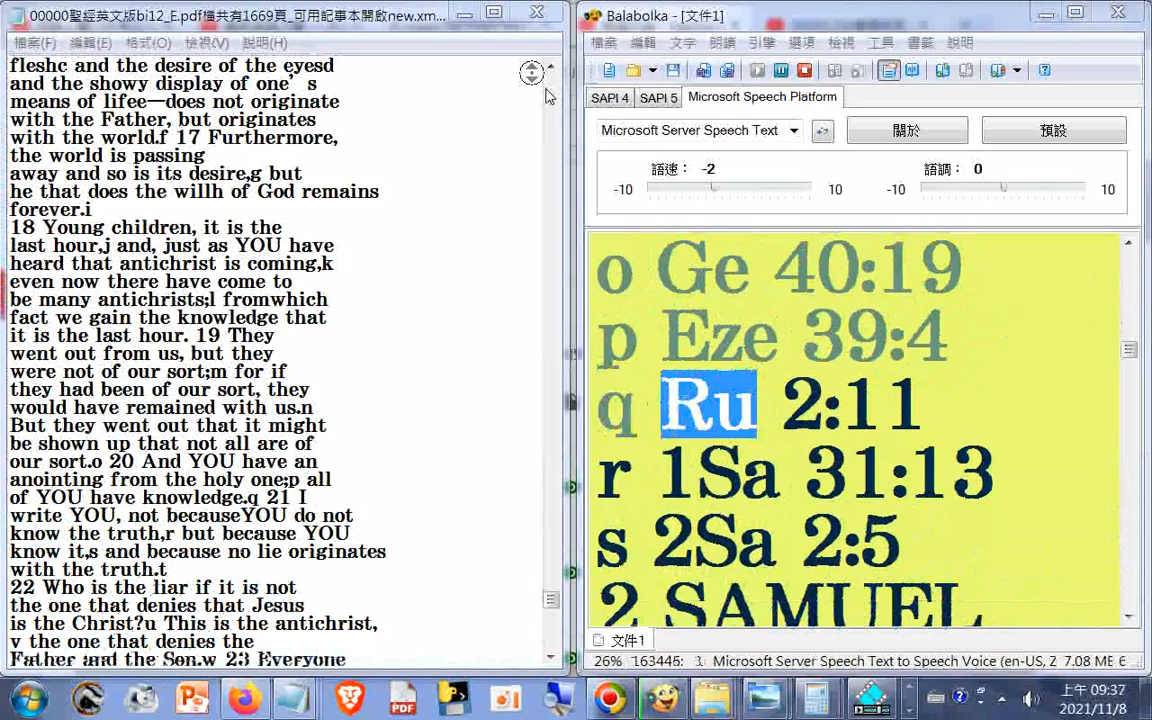 00000聖經英文版bi12_E.pdf檔共有1669頁_可用記事本開啟new.xm...
檔案(F) 編輯(E) 格式(O) 檢視(V) 說明(H)
fleshc and the desire of the eyesd
and the showy display of one’s
means of lifee—does not originate
with the Father, but originates
with the world.f 17 Furthermore,
the world is passing
away and so is its desire,g but
he that does the willh of God remains
forever.i
18 Young children, it is the
last hour,j and, just as YOU have
heard that antichrist is coming,k
even now there have come to
be many antichrists;l fromwhich
fact we gain the knowledge that
it is the last hour. 19 They
went out from us, but they
were not of our sort;m for if
they had been of our sort, they
would have remained with us.n
But they went out that it might
be shown up that not all are of
our sort.o 20 And YOU have an
anointing from the holy one;p all
of YOU have knowledge.q 21 I
write YOU, not becauseYOU do not
know the truth,r but because YOU
know it,s and because no lie originates
with the truth.t
22 Who is the liar if it is not
the one that denies that Jesus
is the Christ?u This is the antichrist,
v the one that denies the
Father and the Son.w 23 Everyone
Balabolka - [文件1]
檔案 編輯 文字 朗讀 引擎 選項 檢視 工具 書籤 說明
SAPI 4 SAPI 5 Microsoft Speech Platform
Microsoft Server Speech Text 關於 預設
語速： -2 語調： 0
-10 10 -10 10
o Ge 40:19
p Eze 39:4
q Ru 2:11
r 1Sa 31:13
s 2Sa 2:5
2 SAMUEL
文件1
26% 163445: Microsoft Server Speech Text to Speech Voice (en-US, Z 7.08 MB 6
PDF
上午 09:37
2021/11/8